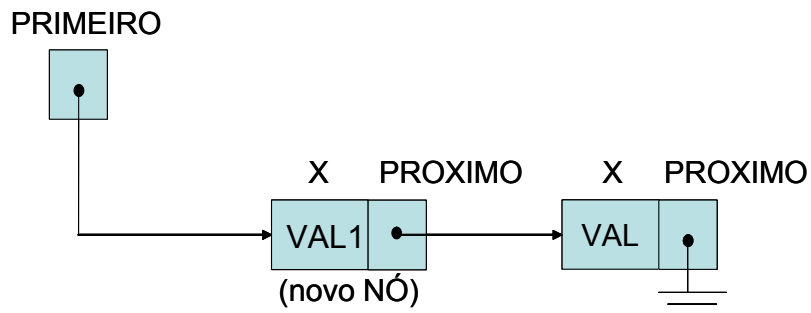 PRIMEIRO
X PROXIMO X PROXIMO
VAL1 VAL
(novo NÓ)